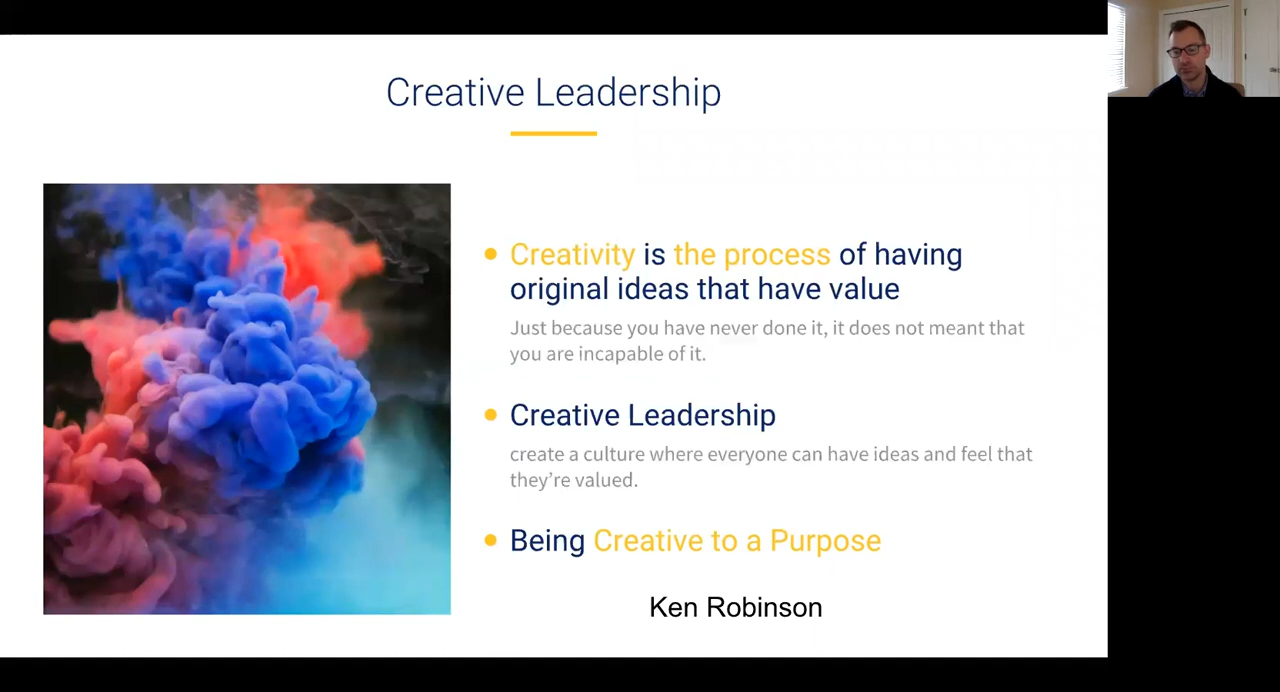 Creative Leadership
Creativity is the process of having
original ideas that have value
Just because you have never done it, it does not meant that
you are incapable of it.
Creative Leadership
create a culture where everyone can have ideas and feel that
they’re valued.
Being Creative to a Purpose
Ken Robinson